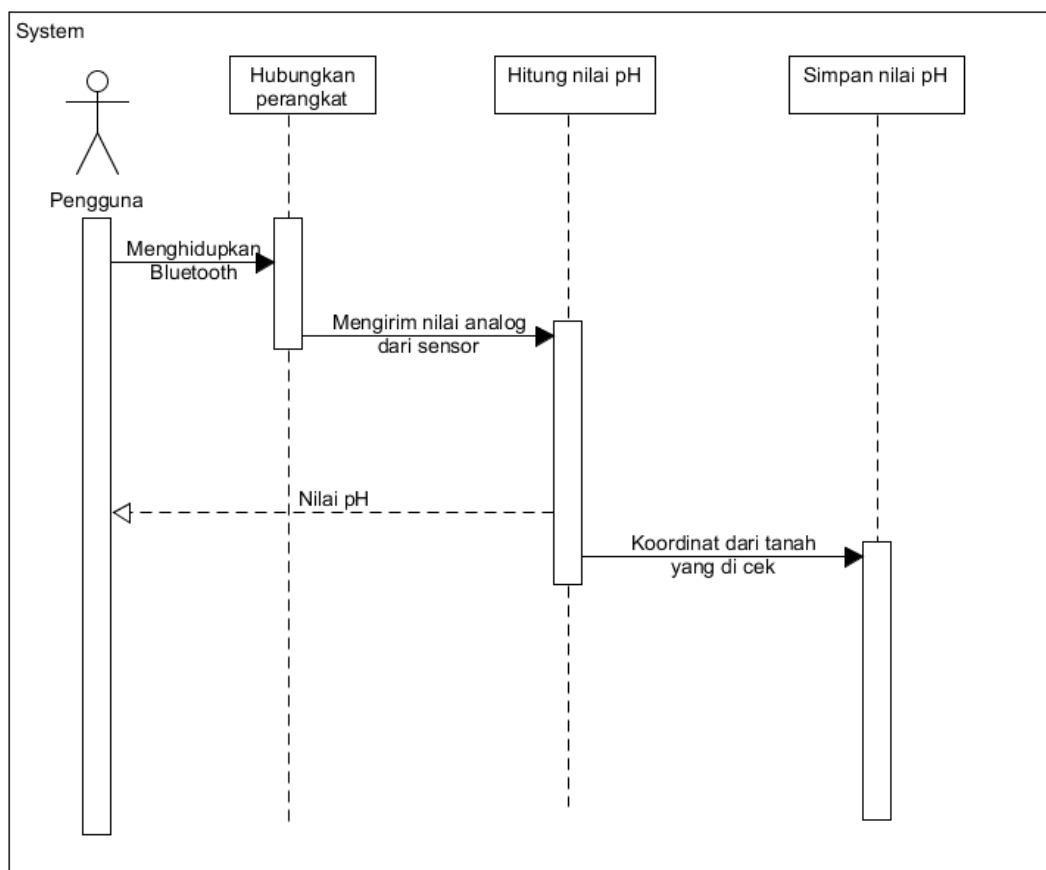 System
Hubungkan
perangkat
Hitung nilai pH
Simpan nilai pH
Pengguna
Menghidupkan
Bluetooth
Mengirim nilai analog
dari sensor
Nilai pH
Koordinat dari tanah
yang di cek